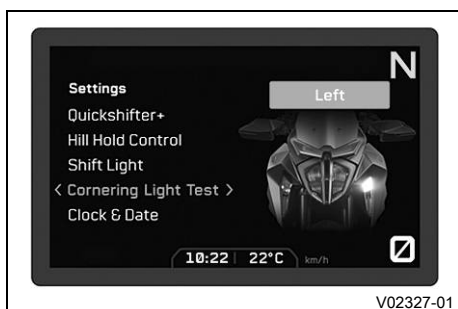 N
Settings
Left
Quickshifter+
Hill Hold Control
Shift Light
< Cornering Light Test >
Clock & Date
0
10:22 22°C km/h
V02327-01